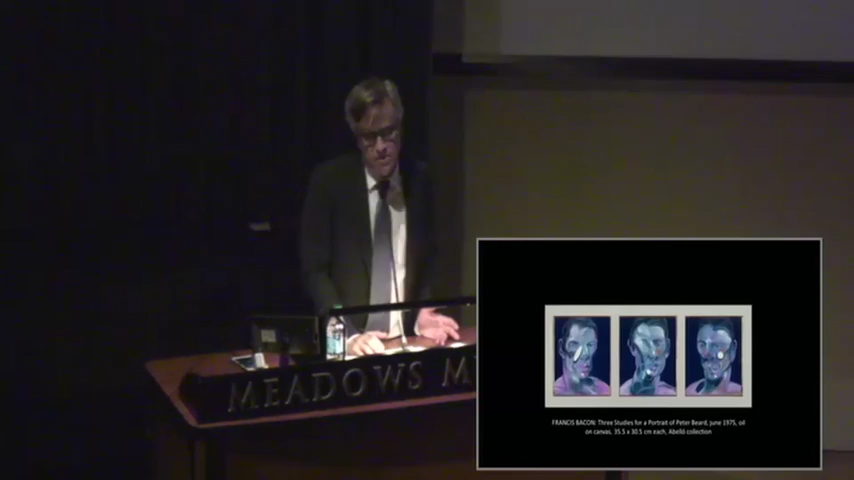 MEADOWS M
FRANCIS BACON: Three Studies for a Portrait of Peter Beard, june 1975, oil
on canvas, 35.5 x 30.5 cm each, Abelló collection